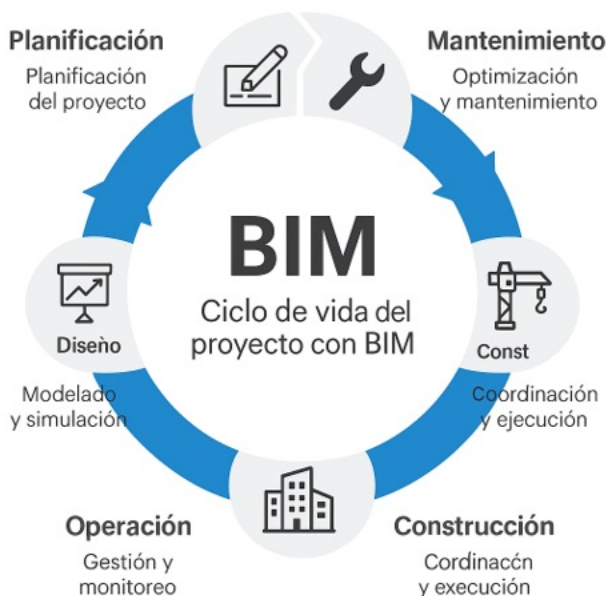 Planificación
Planificación
del proyecto
Mantenimiento
Optimización
y mantenimiento
BIM
Ciclo de vida del
proyecto con BIM
Diseño
Modelado
y simulación
Const
Coordinación
y ejecución
Operación
Gestión y
monitoreo
Construcción
Cordinaccń
y execución